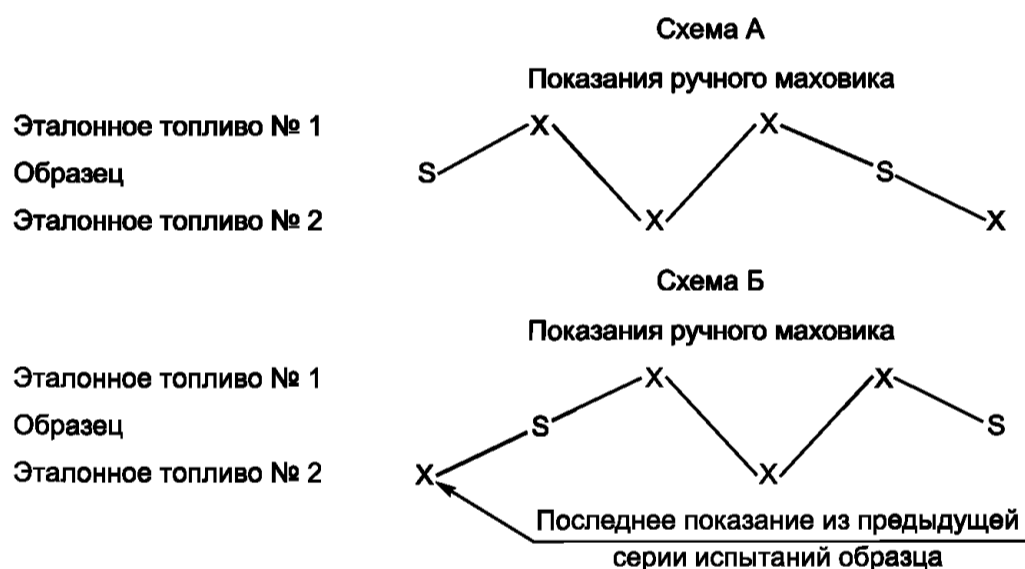 Схема А
Показания ручного маховика
Эталонное топливо № 1 X X
Образец S S
Эталонное топливо № 2 X X
Схема Б
Показания ручного маховика
Эталонное топливо № 1 X X
Образец S S
Эталонное топливо № 2 X X
Последнее показание из предыдущей
серии испытаний образца